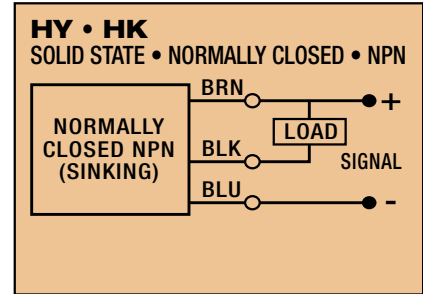 HY • HK
SOLID STATE • NORMALLY CLOSED • NPN
BRN
+
NORMALLY
CLOSED NPN
(SINKING)
LOAD
BLK
SIGNAL
BLU
-